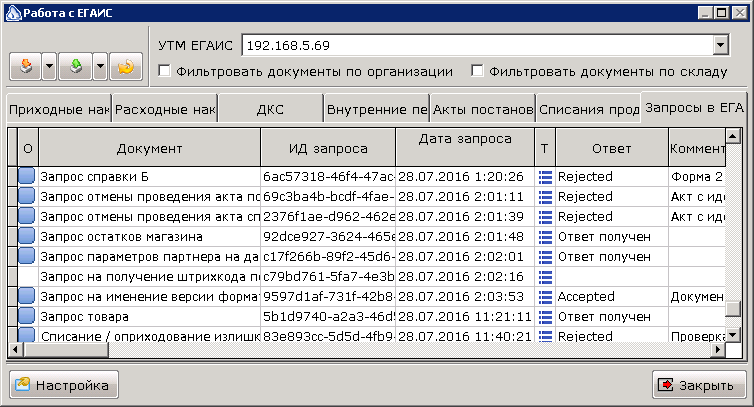 Работа с ЕГАИС
УТМ ЕГАИС 192.168.5.69
Фильтровать документы по организации Фильтровать документы по складу
Приходные нак Расходные нак ДКС Внутренние пе Акты постанов Списания прод Запросы в ЕГА
О Документ ИД запроса Дата запроса Т Ответ Коммент
Запрос справки Б 6ac57318-46f4-47ac- 28.07.2016 1:20:26 Rejected Форма 2
Запрос отмены проведения акта по 69c3ba4b-bcdf-4fae- 28.07.2016 2:01:11 Rejected Акт с иде
Запрос отмены проведения акта сп 2376f1ae-d962-462e 28.07.2016 2:01:39 Rejected Акт с иде
Запрос остатков магазина 92dce927-3624-465e 28.07.2016 2:01:48 Ответ получен
Запрос параметров партнера на да c17f266b-89f2-45d6- 28.07.2016 2:02:01 Ответ получен
Запрос на получение штрихкода по c79bd761-5fa7-4e3b 28.07.2016 2:02:16
Запрос на именение версии формат 9597d1af-731f-42b8- 28.07.2016 2:03:53 Accepted Докумен
Запрос товара 5b1d9740-a2a3-46d5 28.07.2016 11:21:11 Ответ получен
Списание / оприходование излишк 83e893cc-5d5d-4fb9- 28.07.2016 11:40:21 Rejected Проверка
Настройка Закрыть